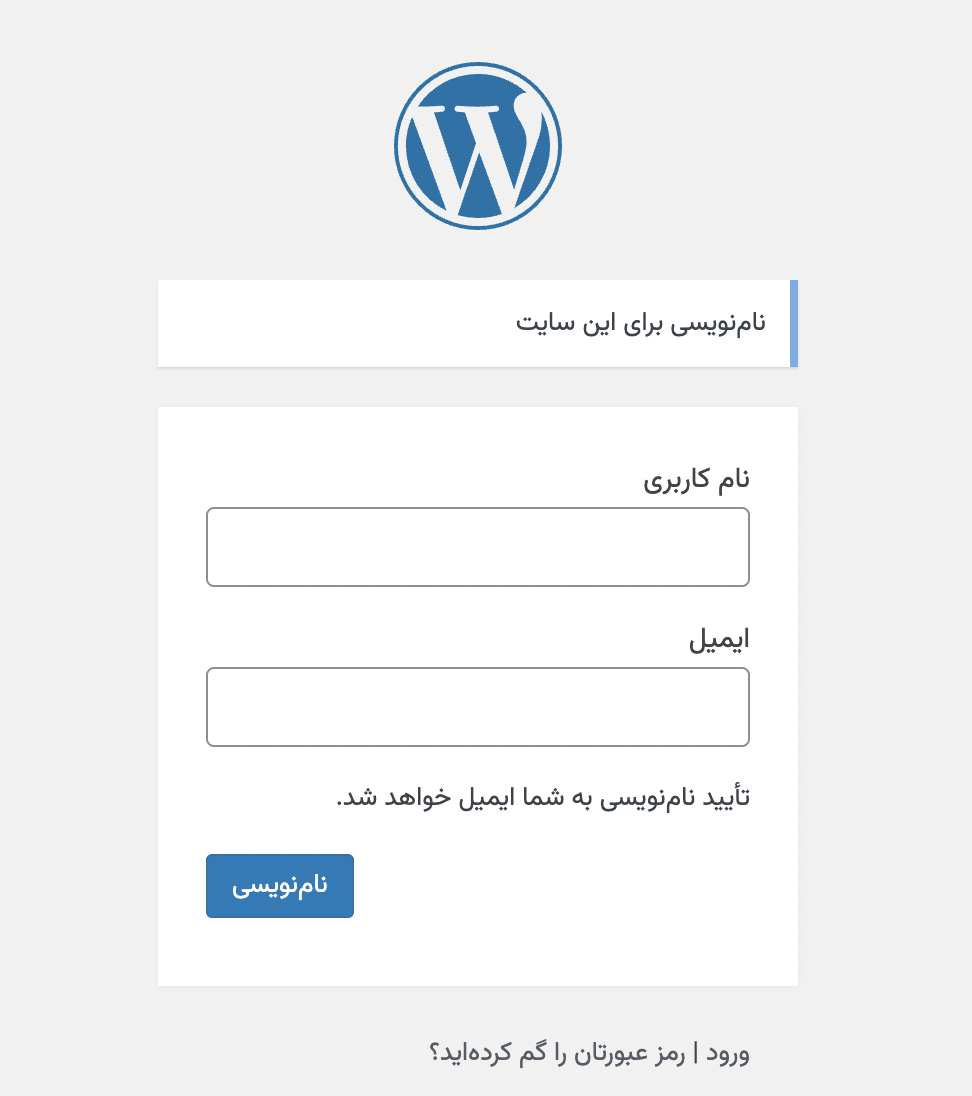 نام‌نویسی برای این سایت
نام کاربری
ایمیل
تأیید نام‌نویسی به شما ایمیل خواهد شد.
نام‌نویسی
ورود | رمز عبورتان را گم کرده‌اید؟